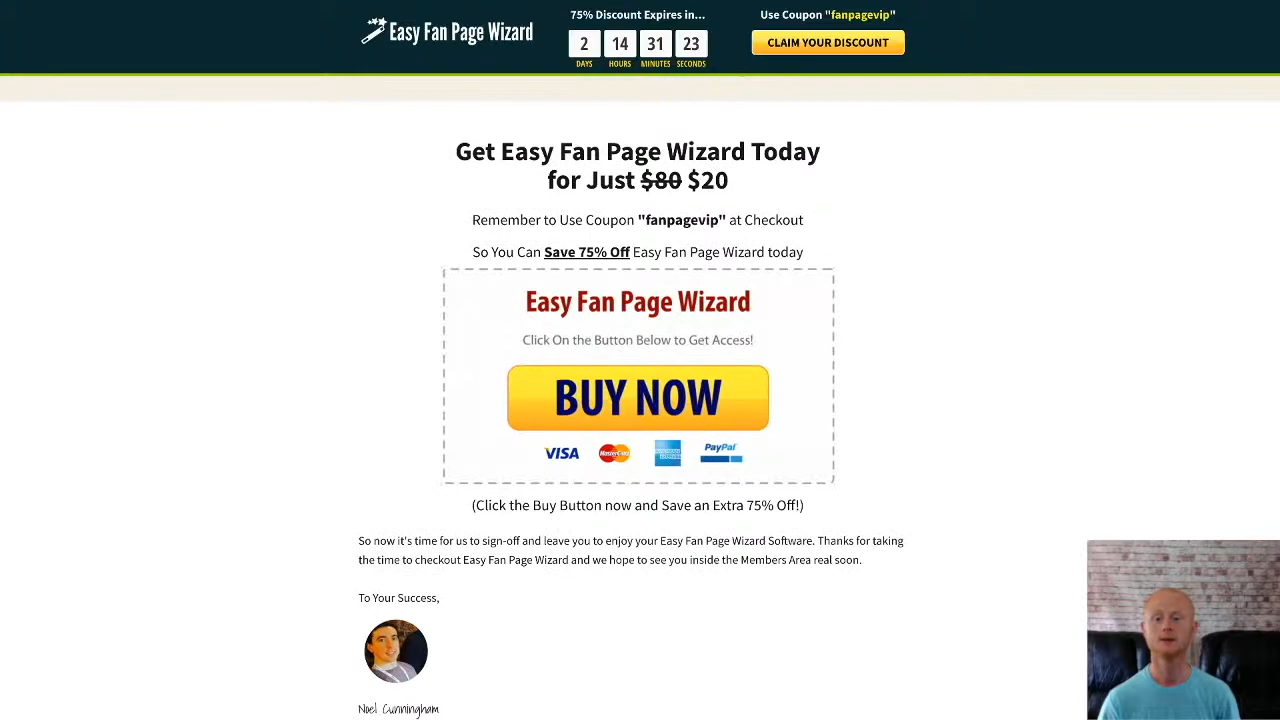 Easy Fan Page Wizard
75% Discount Expires in...
2 14 31 23
DAYS HOURS MINUTES SECONDS
Use Coupon "fanpagevip"
CLAIM YOUR DISCOUNT
Get Easy Fan Page Wizard Today
for Just $80 $20
Remember to Use Coupon "fanpagevip" at Checkout
So You Can Save 75% Off Easy Fan Page Wizard today
Easy Fan Page Wizard
Click On the Button Below to Get Access!
BUY NOW
VISA MasterCard PayPal
(Click the Buy Button now and Save an Extra 75% Off!)
So now it's time for us to sign-off and leave you to enjoy your Easy Fan Page Wizard Software. Thanks for taking
the time to checkout Easy Fan Page Wizard and we hope to see you inside the Members Area real soon.
To Your Success,
Noel Cunningham